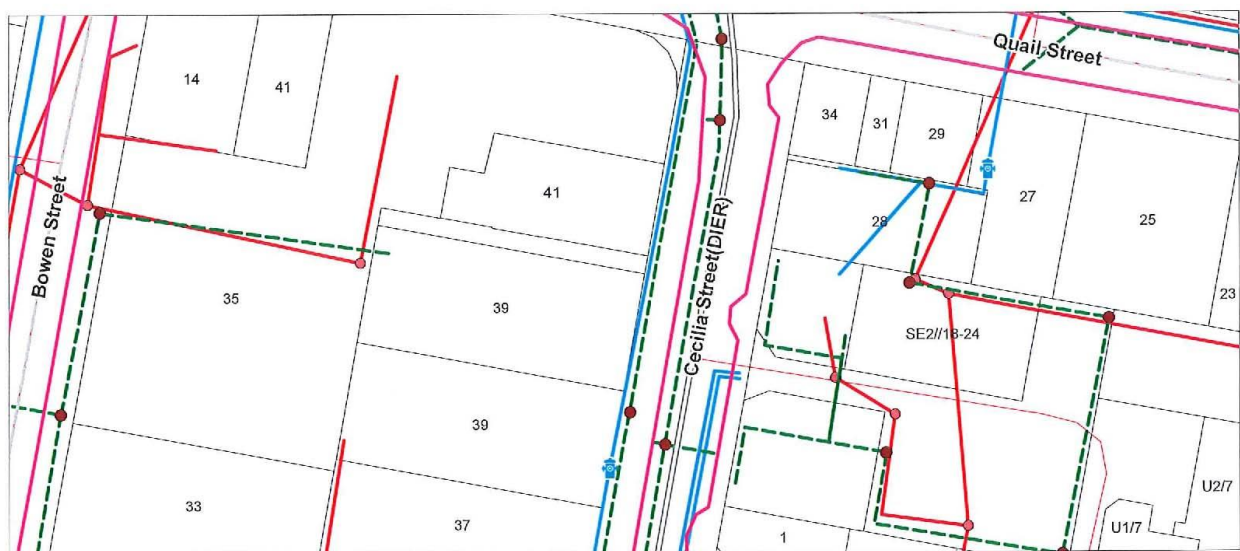 Quail Street
14
41
34
31
29
41
27
25
28
Bowen Street
35
39
Cecilia Street(DIER)
23
SE2//18-24
39
33
37
1
U2/7
U1/7